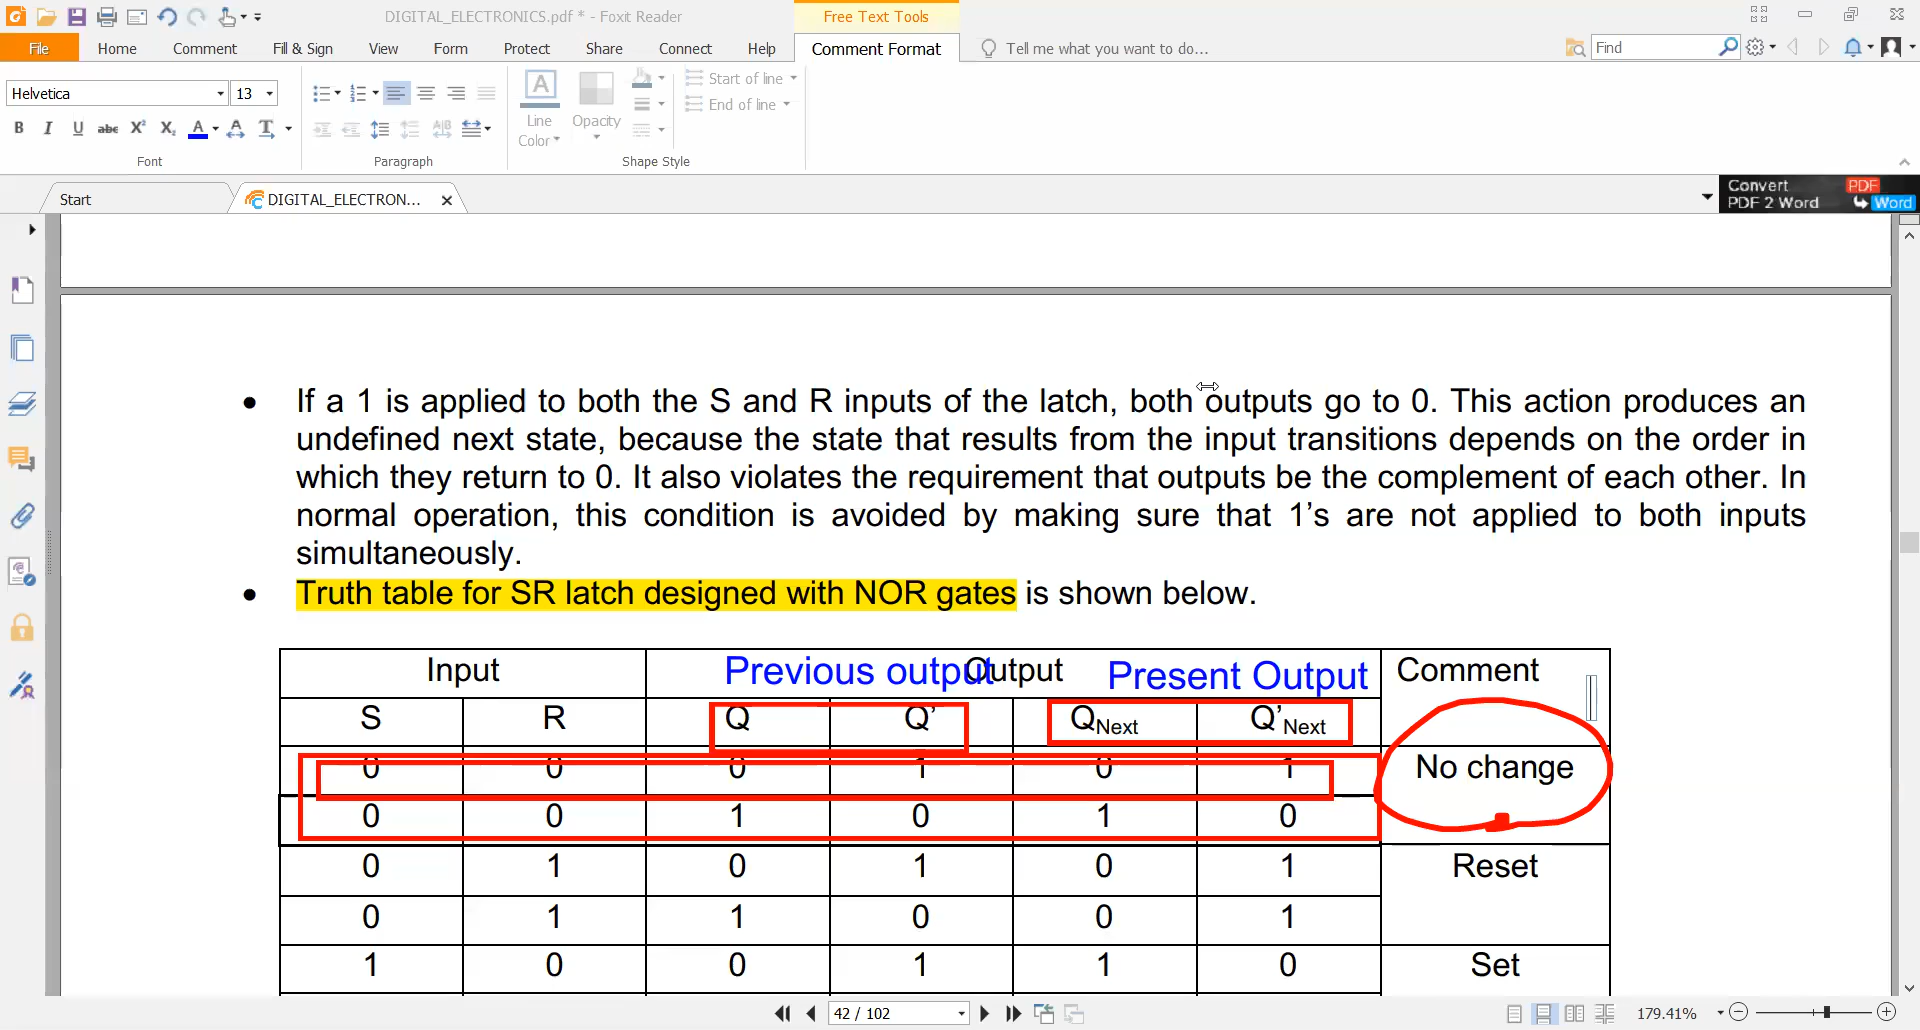 DIGITAL_ELECTRONICS.pdf * - Foxit Reader
Free Text Tools
File Home Comment Fill & Sign View Form Protect Share Connect Help Comment Format Tell me what you want to do... Find
Helvetica 13
Start of line
End of line
Line Color
Opacity
B I U abc X² X₂ A A T
Font Paragraph Shape Style
Start DIGITAL_ELECTRON...
Convert PDF
PDF 2 Word Word
• If a 1 is applied to both the S and R inputs of the latch, both outputs go to 0. This action produces an
undefined next state, because the state that results from the input transitions depends on the order in
which they return to 0. It also violates the requirement that outputs be the complement of each other. In
normal operation, this condition is avoided by making sure that 1’s are not applied to both inputs
simultaneously.
• Truth table for SR latch designed with NOR gates is shown below.
Input Previous output Output Present Output Comment
S R Q Q’ QNext Q’Next
0 0 0 1 0 1 No change
0 0 1 0 1 0
0 1 0 1 0 1 Reset
0 1 1 0 0 1
1 0 0 1 1 0 Set
42 / 102 179.41%